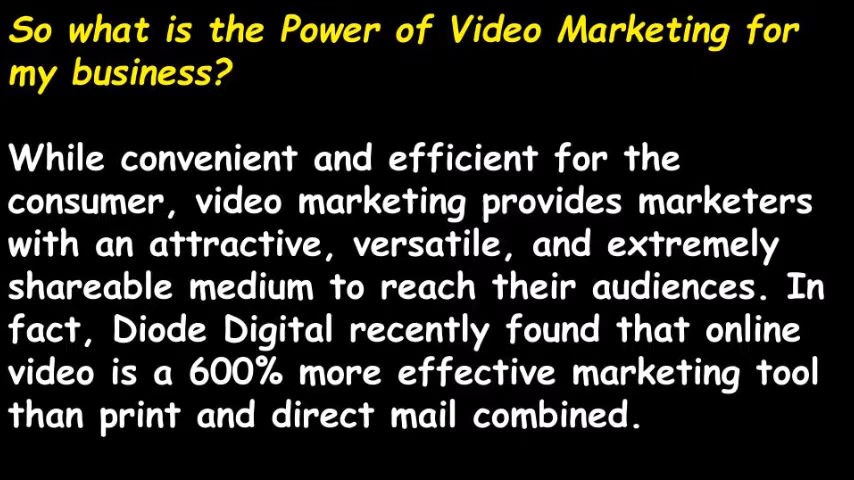 So what is the Power of Video Marketing for
my business?
While convenient and efficient for the
consumer, video marketing provides marketers
with an attractive, versatile, and extremely
shareable medium to reach their audiences. In
fact, Diode Digital recently found that online
video is a 600% more effective marketing tool
than print and direct mail combined.